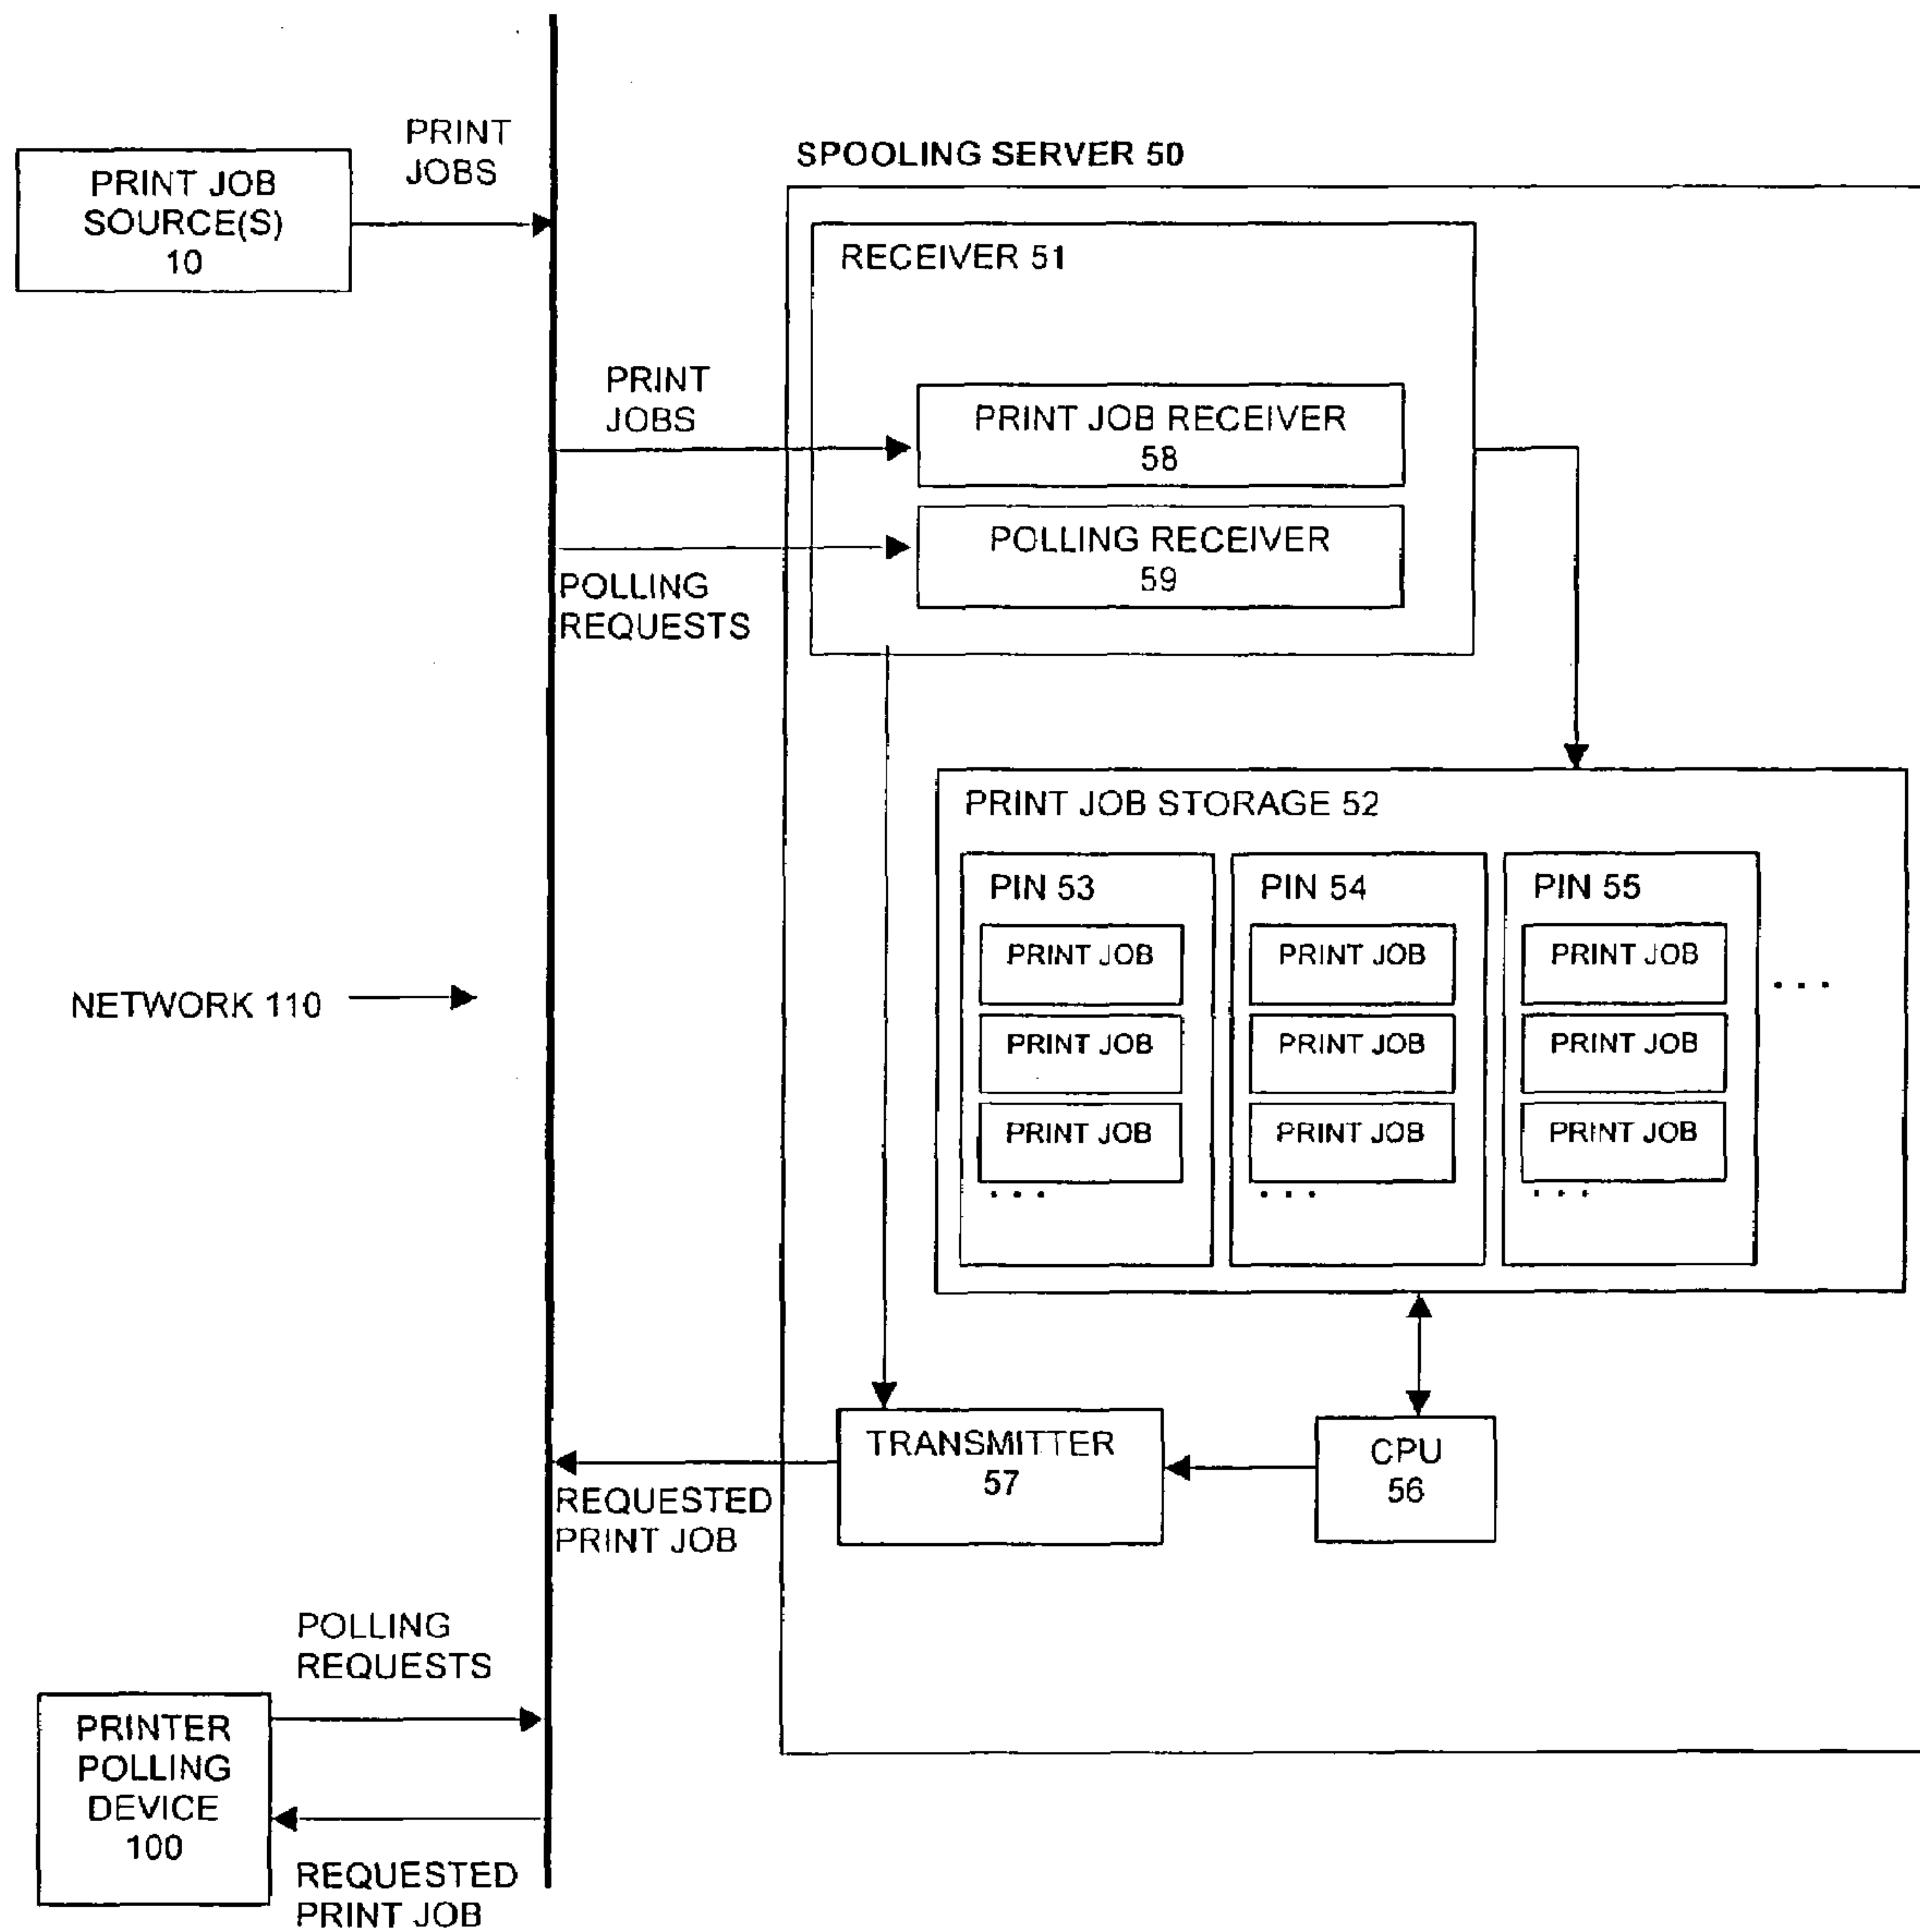 PRINT JOB
SOURCE(S)
10
PRINT
JOBS
SPOOLING SERVER 50
RECEIVER 51
PRINT
JOBS
PRINT JOB RECEIVER
58
POLLING RECEIVER
59
POLLING
REQUESTS
PRINT JOB STORAGE 52
PIN 53
PRINT JOB
PRINT JOB
PRINT JOB
...
PIN 54
PRINT JOB
PRINT JOB
PRINT JOB
...
PIN 55
PRINT JOB
PRINT JOB
PRINT JOB
...
...
NETWORK 110
TRANSMITTER
57
CPU
56
REQUESTED
PRINT JOB
POLLING
REQUESTS
PRINTER
POLLING
DEVICE
100
REQUESTED
PRINT JOB